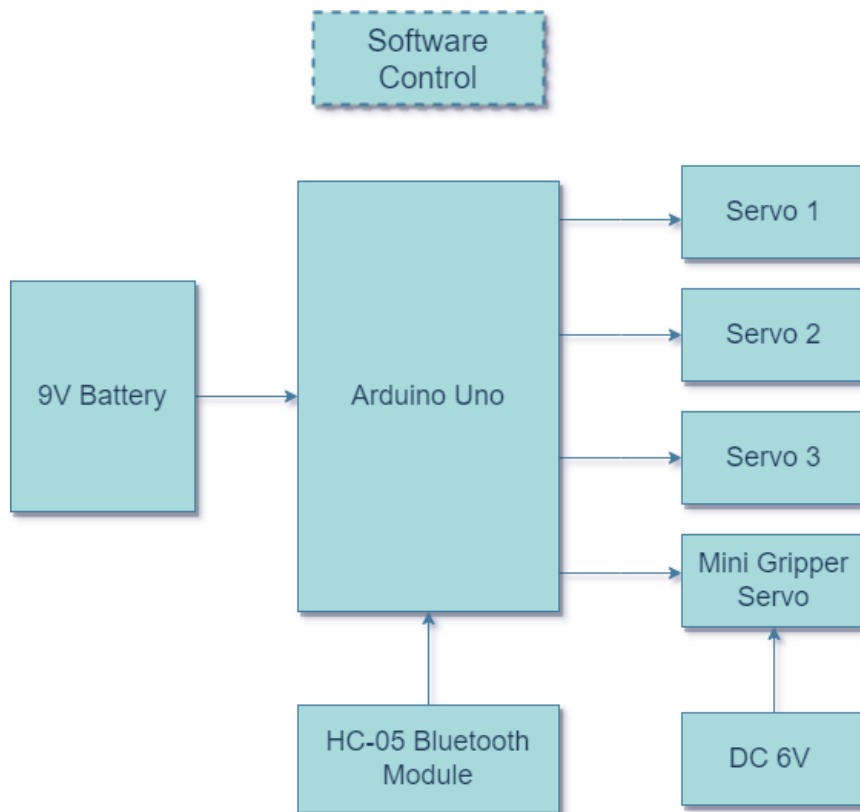 Software
Control
Servo 1
Servo 2
9V Battery
Arduino Uno
Servo 3
Mini Gripper
Servo
HC-05 Bluetooth
Module
DC 6V